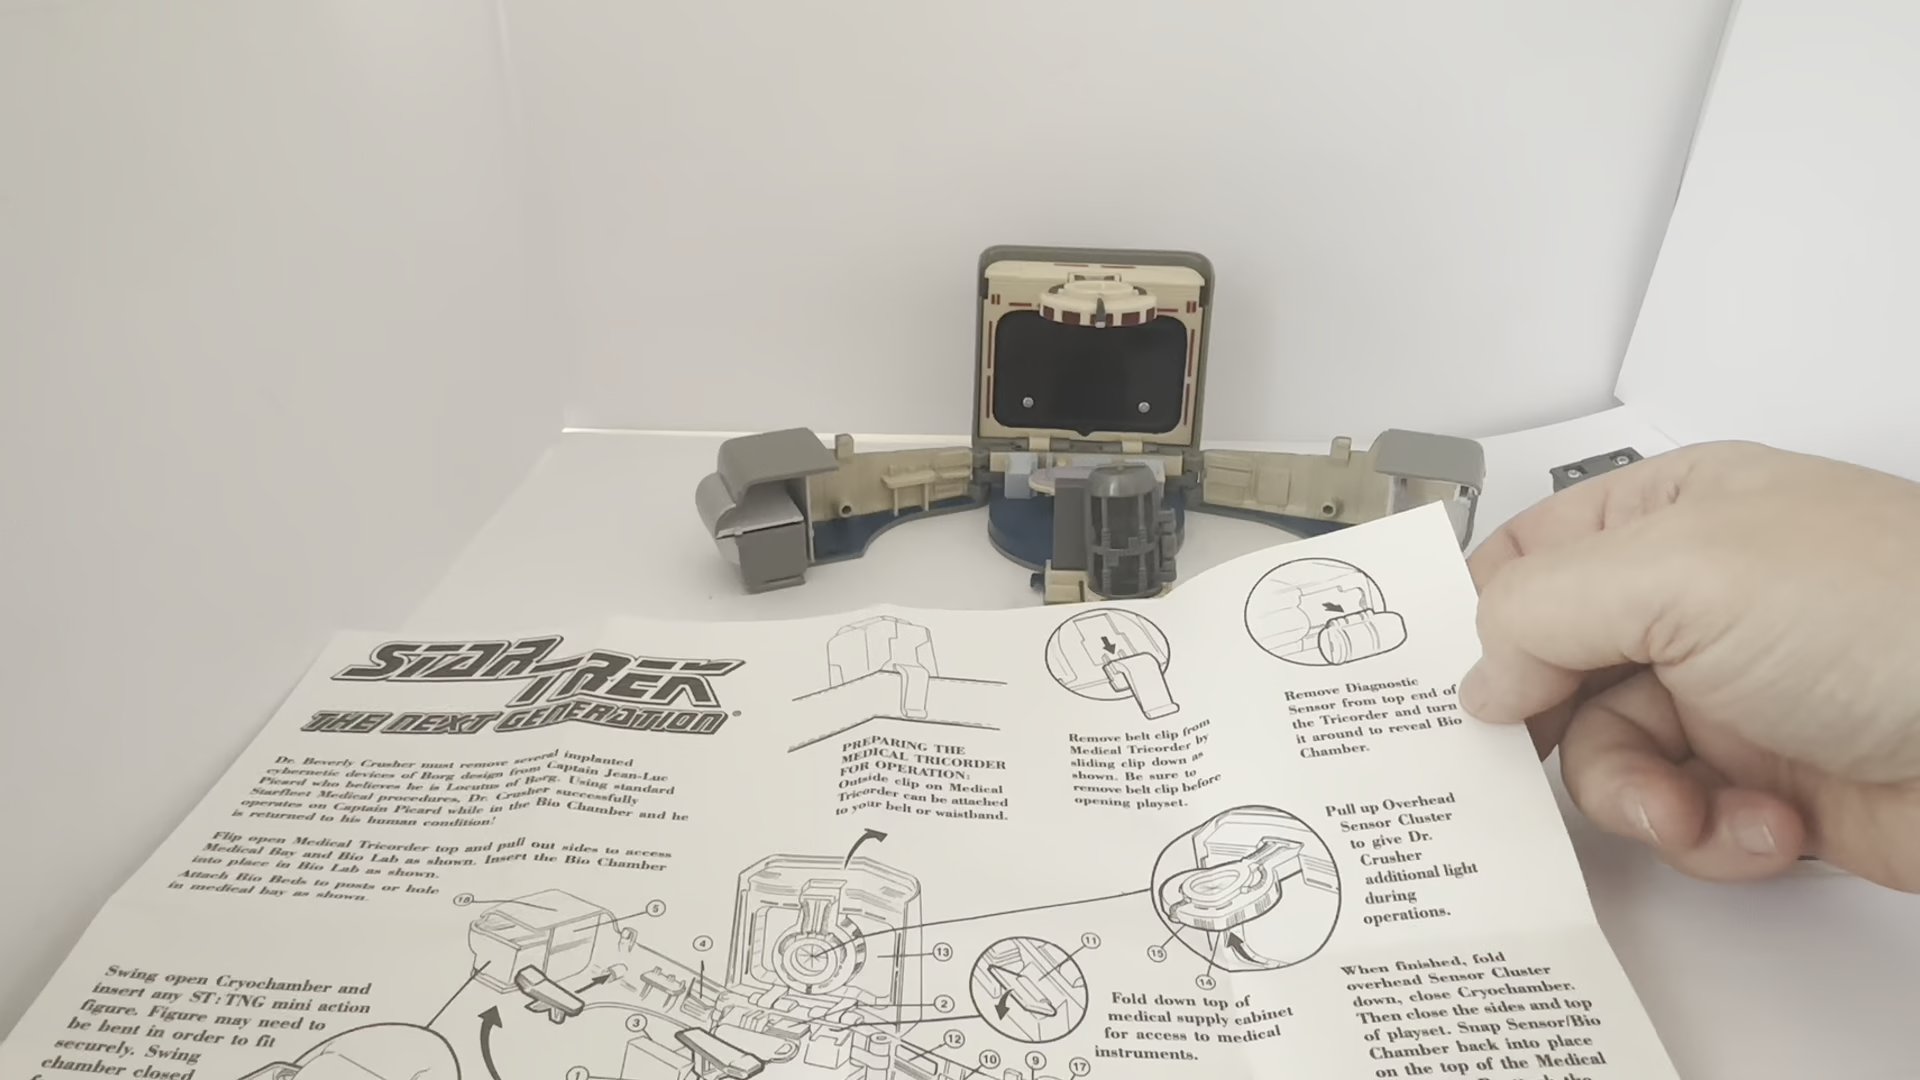 STAR TREK
THE NEXT GENERATION®
Dr. Beverly Crusher must remove several implanted
cybernetic devices of Borg design from Captain Jean-Luc
Picard who believes he is Locutus of Borg. Using standard
Starfleet Medical procedures, Dr. Crusher successfully
operates on Captain Picard while in the Bio Chamber and he
is returned to his human condition!
Flip open Medical Tricorder top and pull out sides to access
Medical Bay and Bio Lab as shown. Insert the Bio Chamber
into place in Bio Lab as shown.
Attach Bio Beds to posts or hole
in medical bay as shown.
Swing open Cryochamber and
insert any ST:TNG mini action
figure. Figure may need to
be bent in order to fit
securely. Swing
chamber closed
PREPARING THE
MEDICAL TRICORDER
FOR OPERATION:
Outside clip on Medical
Tricorder can be attached
to your belt or waistband.
Remove belt clip from
Medical Tricorder by
sliding clip down as
shown. Be sure to
remove belt clip before
opening playset.
Remove Diagnostic
Sensor from top end of
the Tricorder and turn
it around to reveal Bio
Chamber.
Pull up Overhead
Sensor Cluster
to give Dr.
Crusher
additional light
during
operations.
Fold down top of
medical supply cabinet
for access to medical
instruments.
When finished, fold
overhead Sensor Cluster
down, close Cryochamber.
Then close the sides and top
of playset. Snap Sensor/Bio
Chamber back into place
on the top of the Medical
18
5
4
3
1
13
2
11
15
14
12
10
9
17